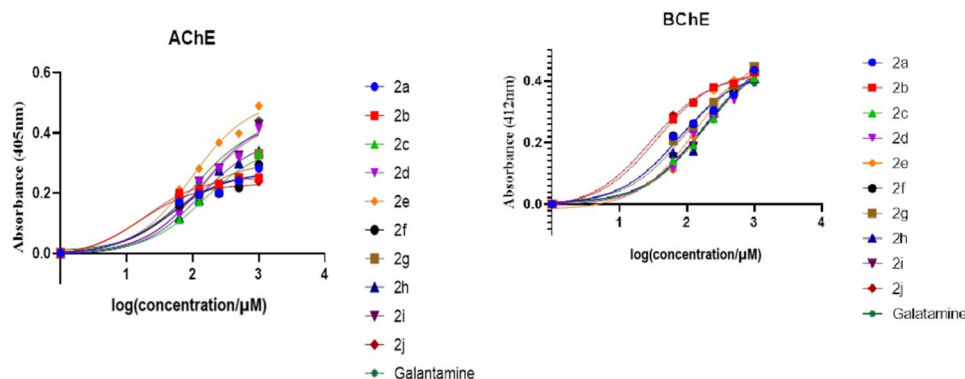 AChE
Absorbance (405nm)
0.6
0.4
0.2
0.0
1
2
3
4
log(concentration/µM)
2a
2b
2c
2d
2e
2f
2g
2h
2i
2j
Galantamine
BChE
Absorbance (412nm)
0.4
0.2
0.0
1
2
3
4
log(concentration/µM)
2a
2b
2c
2d
2e
2f
2g
2h
2i
2j
Galatamine